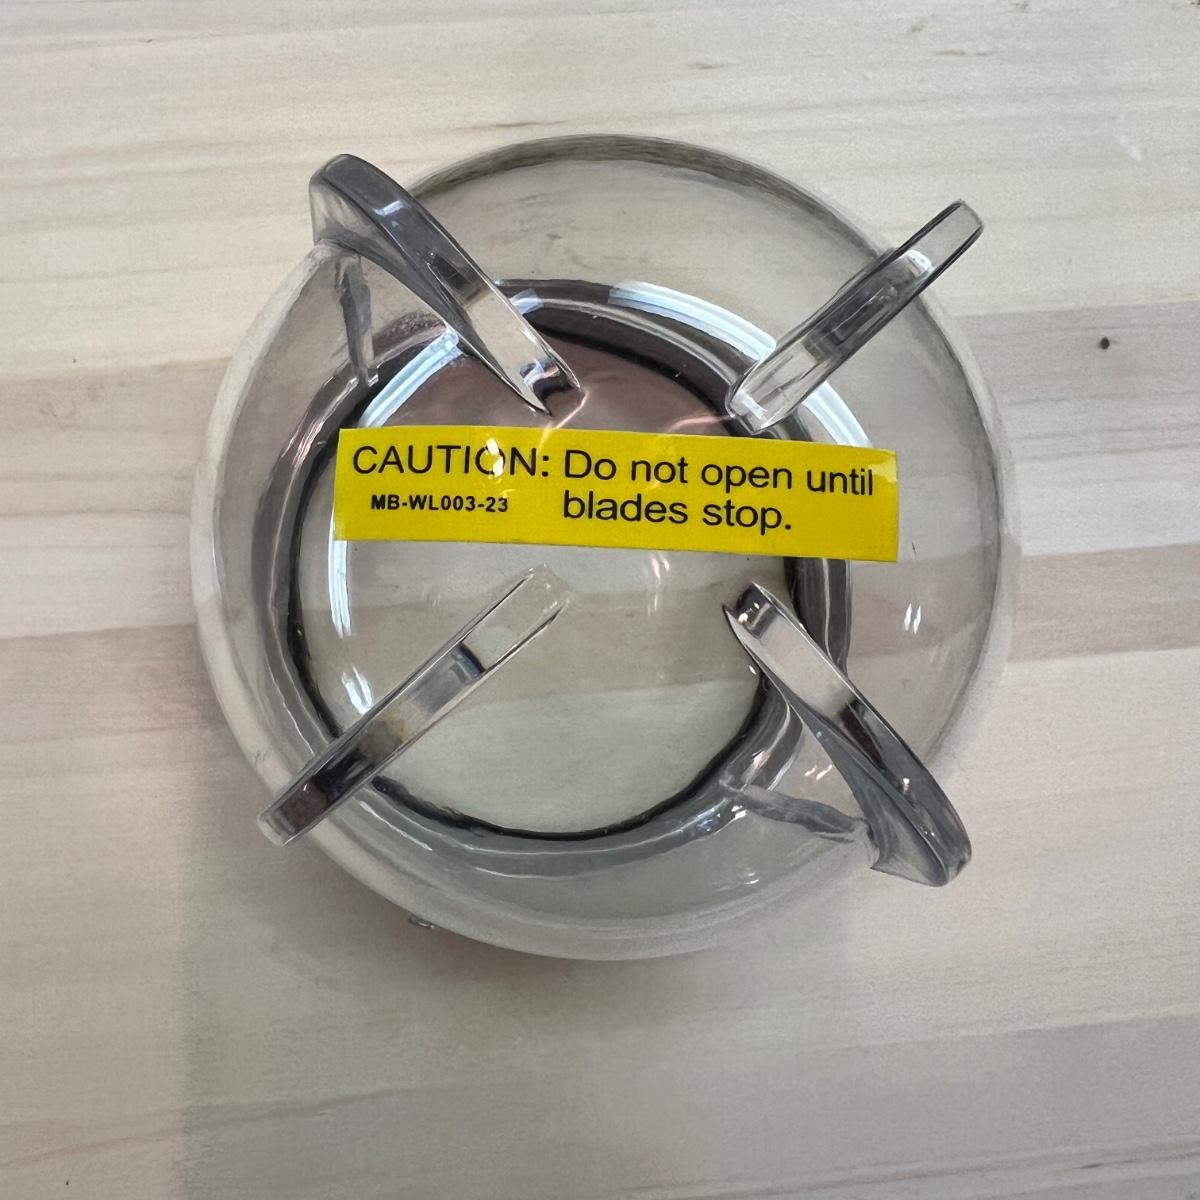 CAUTION: Do not open until
MB-WL003-23 blades stop.